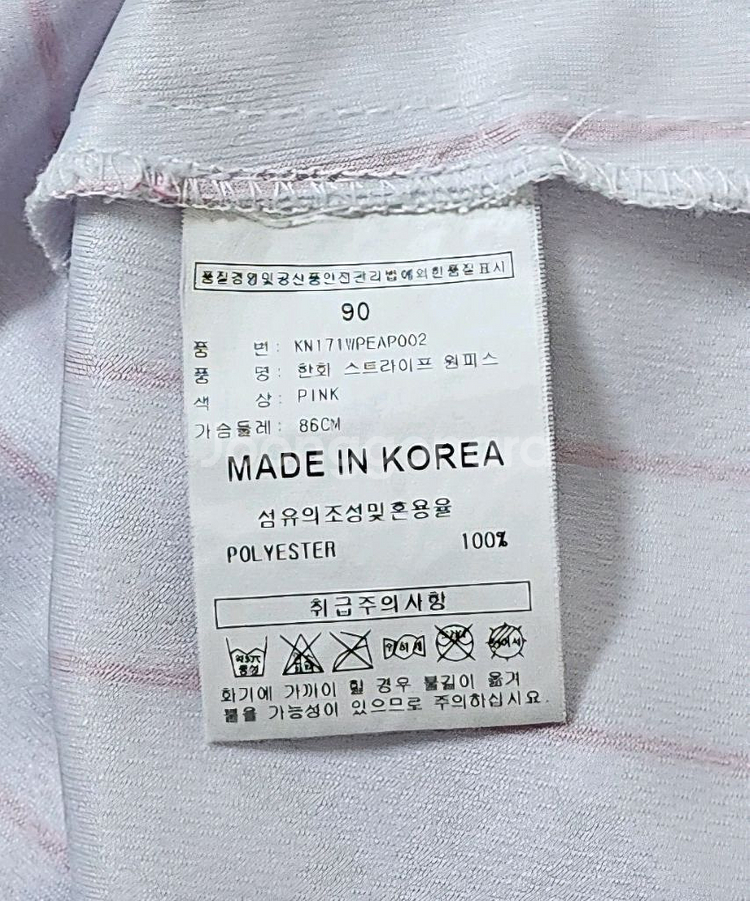 품질경영및공산품안전관리법에의한품질표시
90
품 번: KN171WPEAP002
품 명: 한회 스트라이프 원피스
색 상: PINK
가슴둘레: 86CM
MADE IN KOREA
섬유의조성및혼용율
POLYESTER 100%
취급주의사항
중성
화기에 가까이 할 경우 불길이 옮겨
붙을 가능성이 있으므로 주의하십시요.